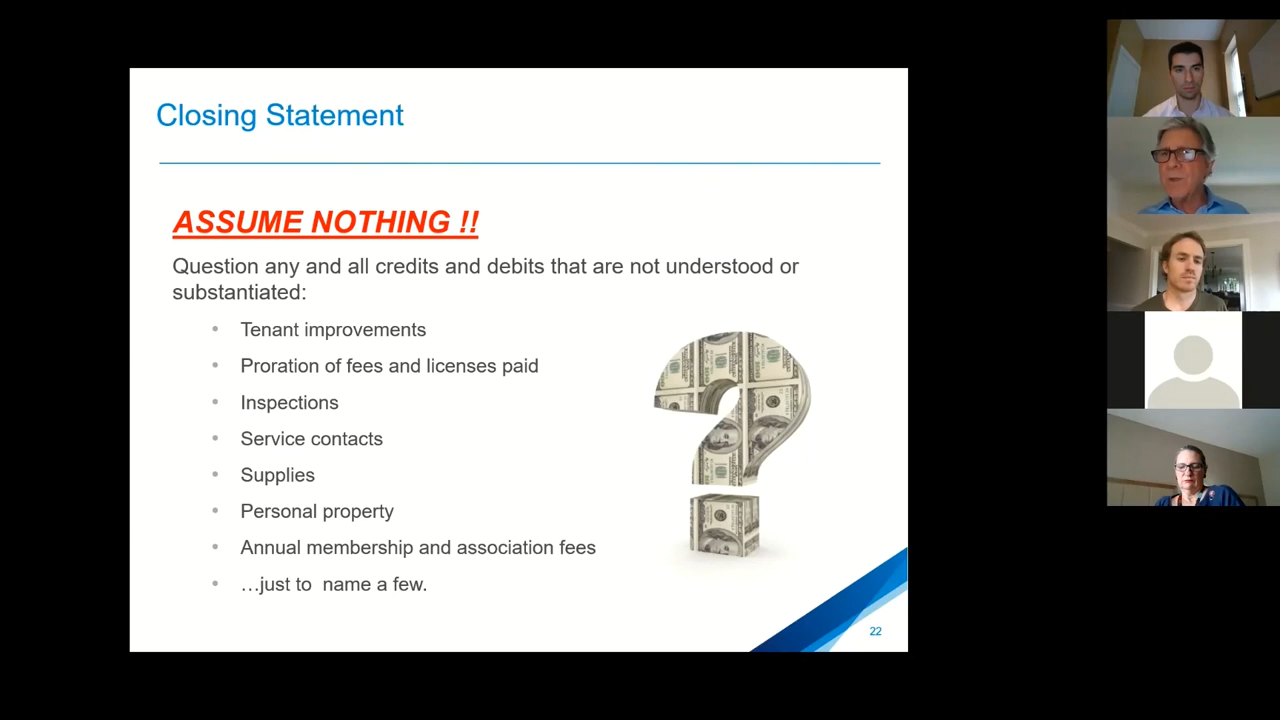 Closing Statement
ASSUME NOTHING !!
Question any and all credits and debits that are not understood or
substantiated:
• Tenant improvements
• Proration of fees and licenses paid
• Inspections
• Service contacts
• Supplies
• Personal property
• Annual membership and association fees
• …just to  name a few.
22